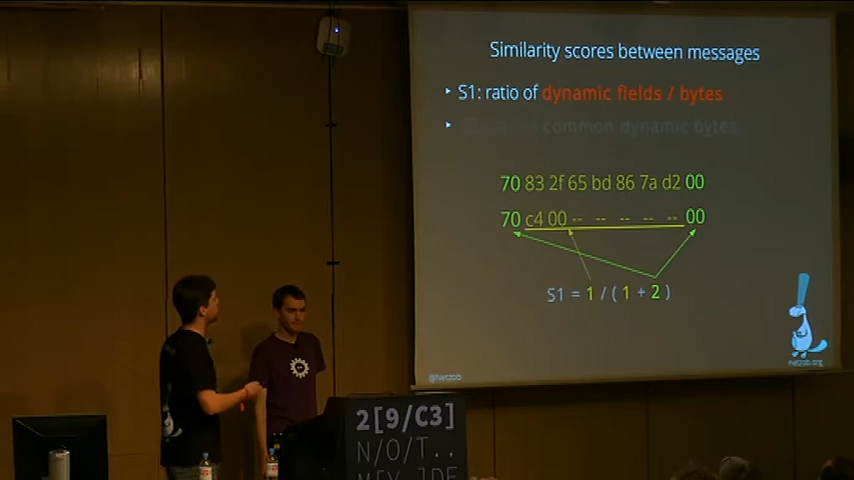 Similarity scores between messages
‣ S1: ratio of dynamic fields / bytes
‣ common dynamic bytes
70 83 2f 65 bd 86 7a d2 00
70 c4 00 -- -- -- -- -- 00
S1 = 1 / ( 1 + 2 )
@Netzob
netzob.org
2[9/C3]
N/O/T..